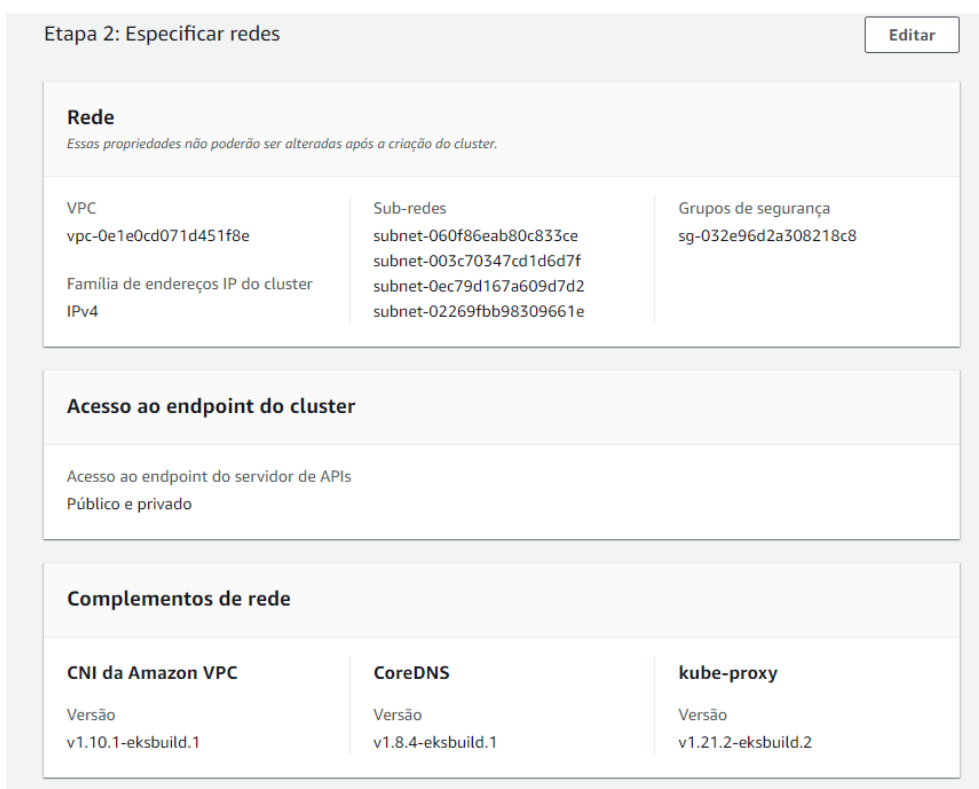 Etapa 2: Especificar redes
Editar
Rede
Essas propriedades não poderão ser alteradas após a criação do cluster.
VPC
vpc-0e1e0cd071d451f8e
Família de endereços IP do cluster
IPv4
Sub-redes
subnet-060f86eab80c833ce
subnet-003c70347cd1d6d7f
subnet-0ec79d167a609d7d2
subnet-02269fbb98309661e
Grupos de segurança
sg-032e96d2a308218c8
Acesso ao endpoint do cluster
Acesso ao endpoint do servidor de APIs
Público e privado
Complementos de rede
CNI da Amazon VPC
Versão
v1.10.1-eksbuild.1
CoreDNS
Versão
v1.8.4-eksbuild.1
kube-proxy
Versão
v1.21.2-eksbuild.2